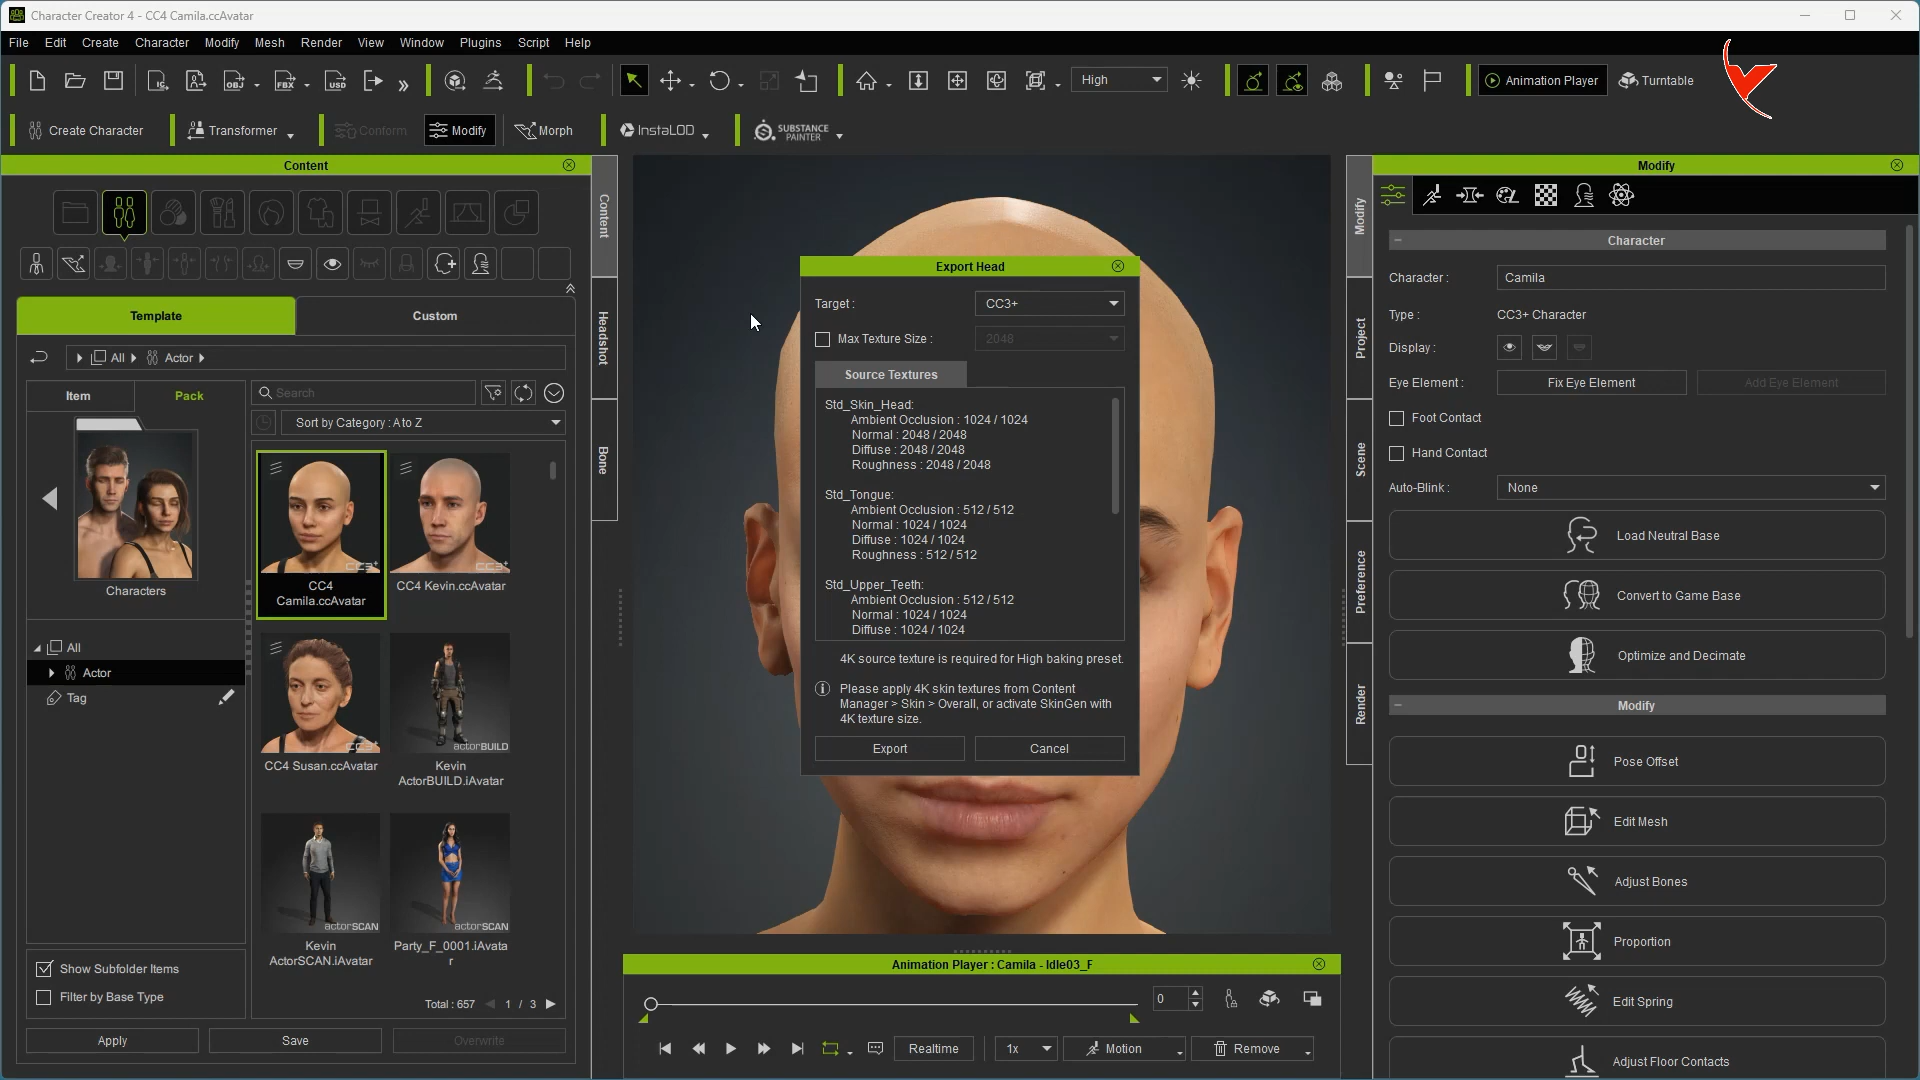 Character Creator 4 - CC4 Camila.ccAvatar
File Edit Create Character Modify Mesh Render View Window Plugins Script Help
High
Animation Player
Turntable
Create Character
Transformer
Conform
Modify
Morph
InstaLOD
SUBSTANCE
PAINTER
Content
Template
Custom
All
Actor
Item
Pack
Search
Sort by Category : A to Z
Characters
All
Actor
Tag
CC3+
CC4
Camila.ccAvatar
CC4 Kevin.ccAvatar
CC3+
CC4 Susan.ccAvatar
actorBUILD
Kevin
ActorBUILD.iAvatar
actorSCAN
Kevin
ActorSCAN.iAvatar
actorSCAN
Party_F_0001.iAvata
r
Show Subfolder Items
Filter by Base Type
Total : 657
1 / 3
Apply
Save
Overwrite
Content
Headshot
Bone
Export Head
Target :
CC3+
Max Texture Size :
2048
Source Textures
Std_Skin_Head:
Ambient Occlusion : 1024 / 1024
Normal : 2048 / 2048
Diffuse : 2048 / 2048
Roughness : 2048 / 2048
Std_Tongue:
Ambient Occlusion : 512 / 512
Normal : 1024 / 1024
Diffuse : 1024 / 1024
Roughness : 512 / 512
Std_Upper_Teeth:
Ambient Occlusion : 512 / 512
Normal : 1024 / 1024
Diffuse : 1024 / 1024
4K source texture is required for High baking preset.
Please apply 4K skin textures from Content
Manager > Skin > Overall, or activate SkinGen with
4K texture size.
Export
Cancel
Animation Player : Camila - Idle03_F
0
Realtime
1x
Motion
Remove
Modify
Project
Scene
Preference
Render
Modify
Character
Character :
Camila
Type :
CC3+ Character
Display :
Eye Element :
Fix Eye Element
Add Eye Element
Foot Contact
Hand Contact
Auto-Blink :
None
Load Neutral Base
Convert to Game Base
Optimize and Decimate
Modify
Pose Offset
Edit Mesh
Adjust Bones
Proportion
Edit Spring
Adjust Floor Contacts